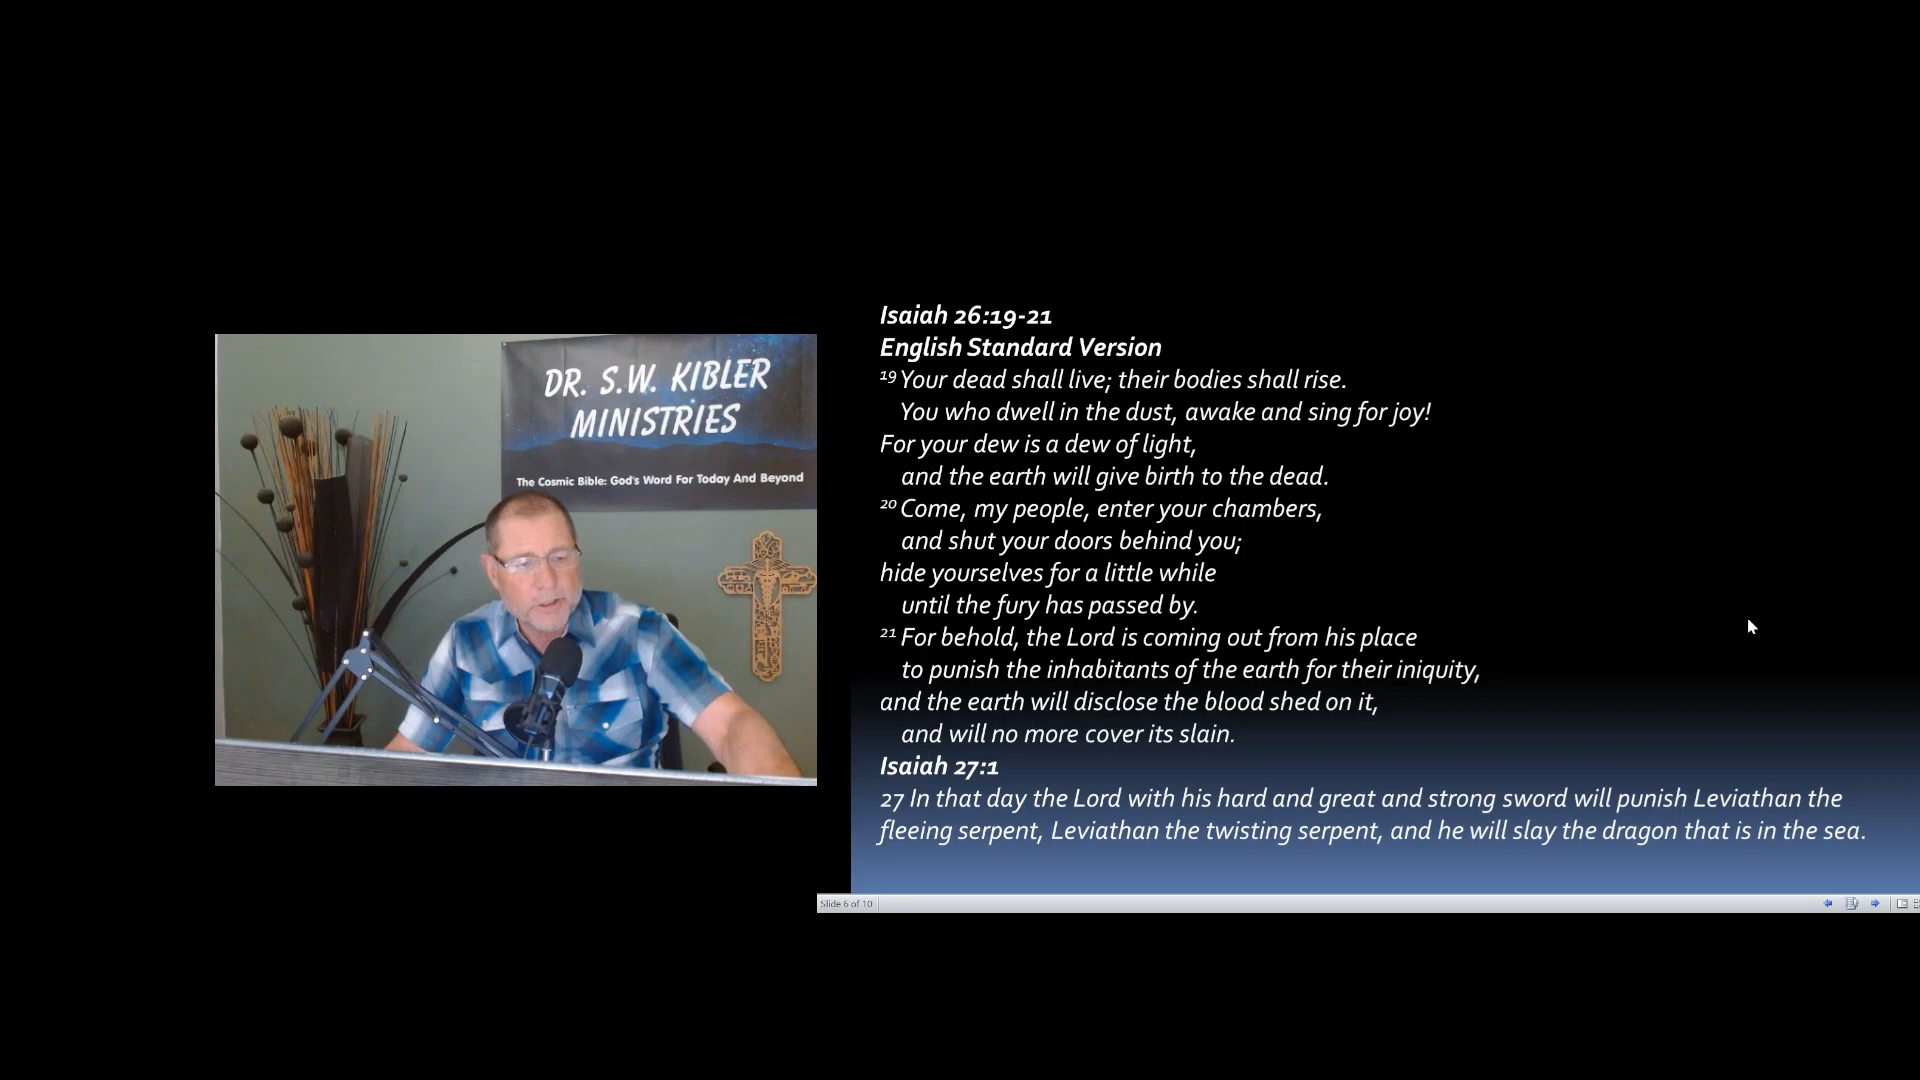 DR. S.W. KIBLER
MINISTRIES
The Cosmic Bible: God's Word For Today And Beyond
Isaiah 26:19-21
English Standard Version
19 Your dead shall live; their bodies shall rise.
You who dwell in the dust, awake and sing for joy!
For your dew is a dew of light,
and the earth will give birth to the dead.
20 Come, my people, enter your chambers,
and shut your doors behind you;
hide yourselves for a little while
until the fury has passed by.
21 For behold, the Lord is coming out from his place
to punish the inhabitants of the earth for their iniquity,
and the earth will disclose the blood shed on it,
and will no more cover its slain.
Isaiah 27:1
27 In that day the Lord with his hard and great and strong sword will punish Leviathan the
fleeing serpent, Leviathan the twisting serpent, and he will slay the dragon that is in the sea.
Slide 6 of 10